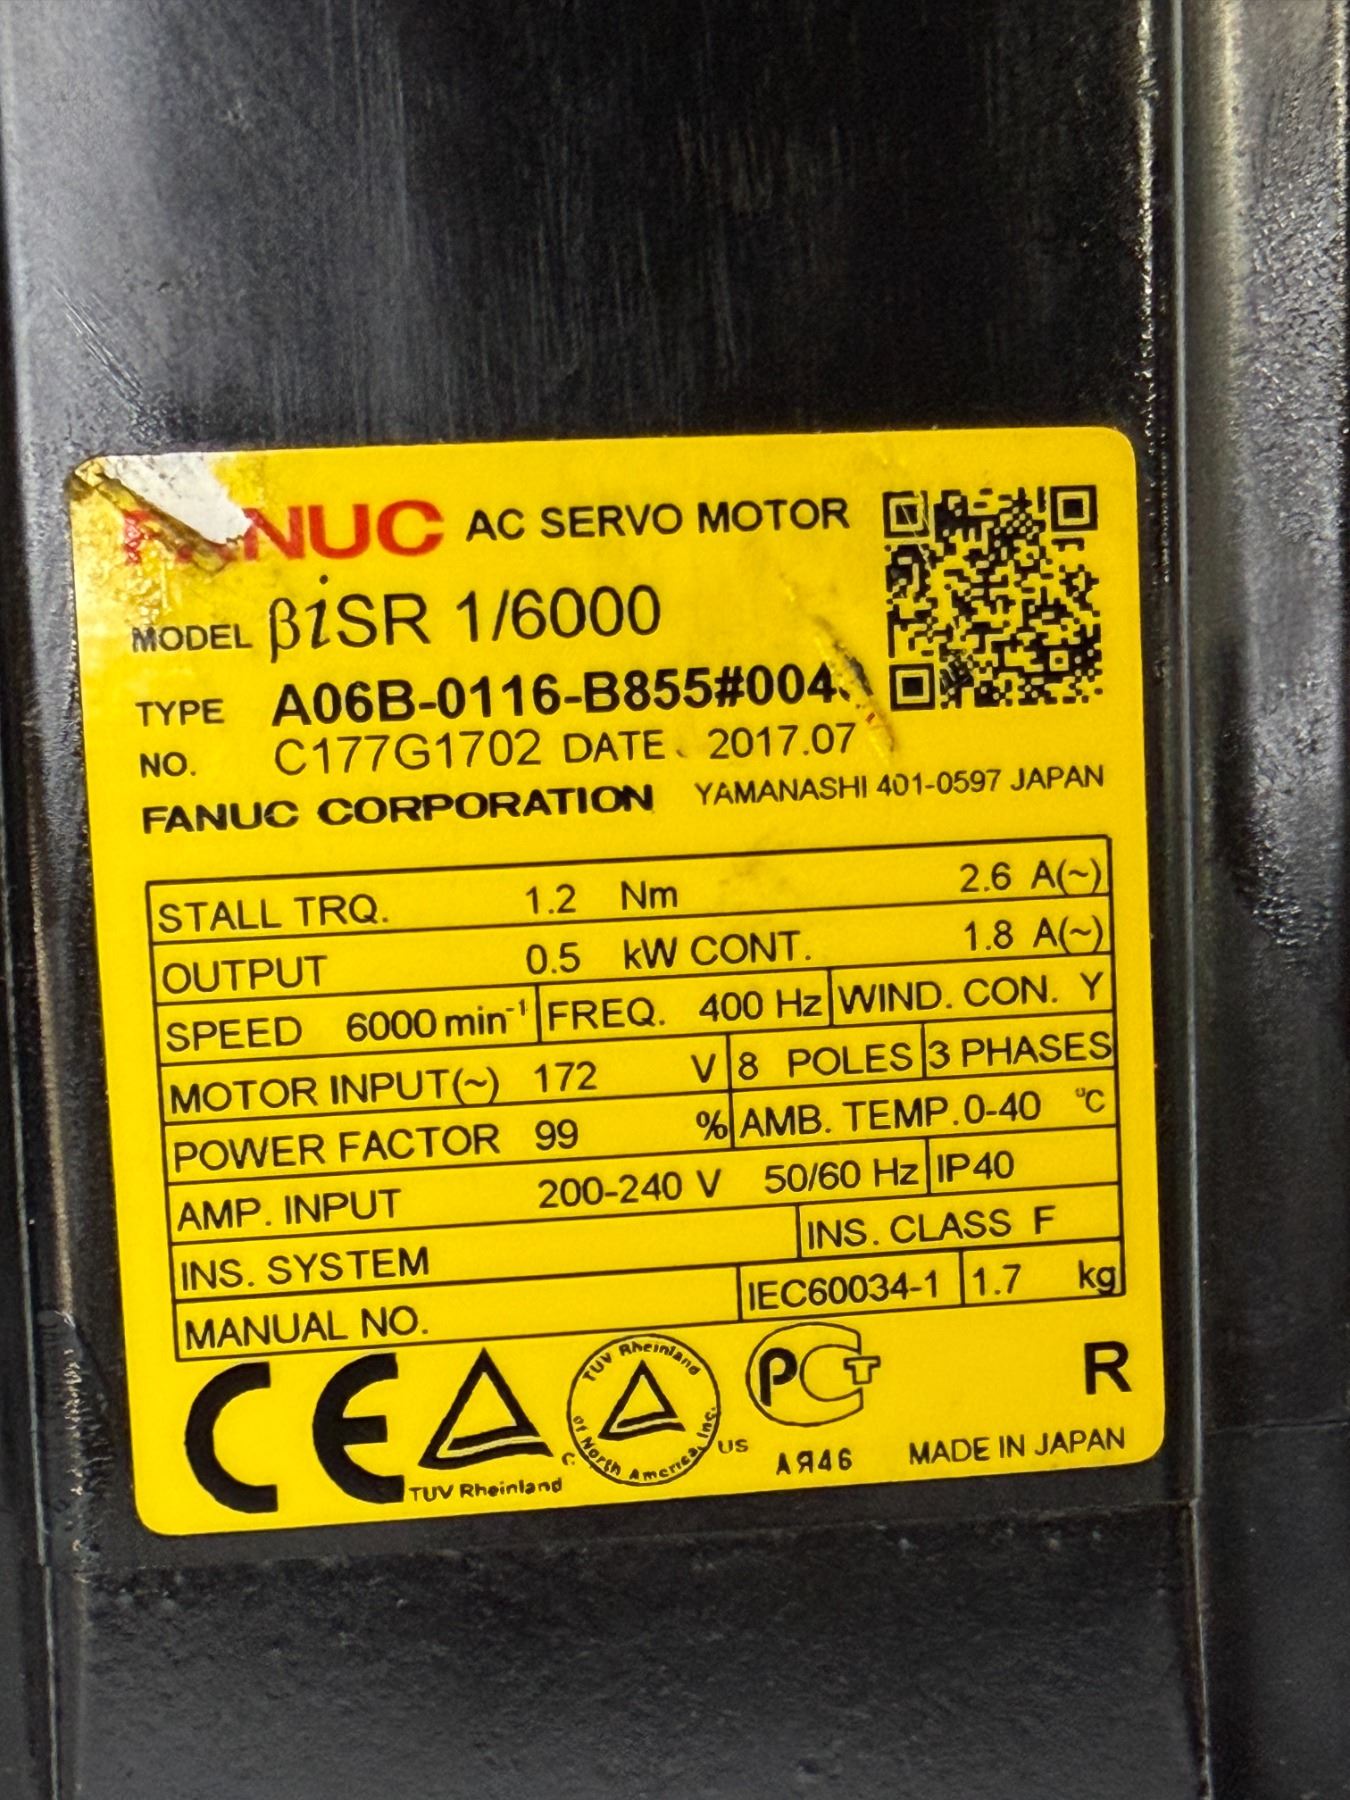 FANUC AC SERVO MOTOR
MODEL βiSR 1/6000
TYPE A06B-0116-B855#004
NO. C177G1702 DATE 2017.07
FANUC CORPORATION YAMANASHI 401-0597 JAPAN
STALL TRQ. 1.2 Nm 2.6 A(~)
OUTPUT 0.5 kW CONT. 1.8 A(~)
SPEED 6000 min⁻¹ FREQ. 400 Hz WIND. CON. Y
MOTOR INPUT(~) 172 V 8 POLES 3 PHASES
POWER FACTOR 99 % AMB. TEMP. 0-40 °C
AMP. INPUT 200-240 V 50/60 Hz IP40
INS. SYSTEM INS. CLASS F
MANUAL NO. IEC60034-1 1.7 kg
CE TUV Rheinland
C TUV Rheinland of North America, Inc. US
PCT
AЯ46
R
MADE IN JAPAN